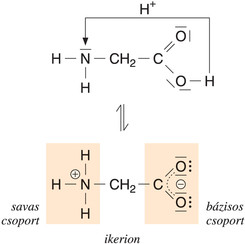 H⁺
O
H—N—CH₂—C
O—H
H
H
H—N—CH₂—C
⊕
O
⊖
O
H
savas
csoport
bázisos
csoport
ikerion